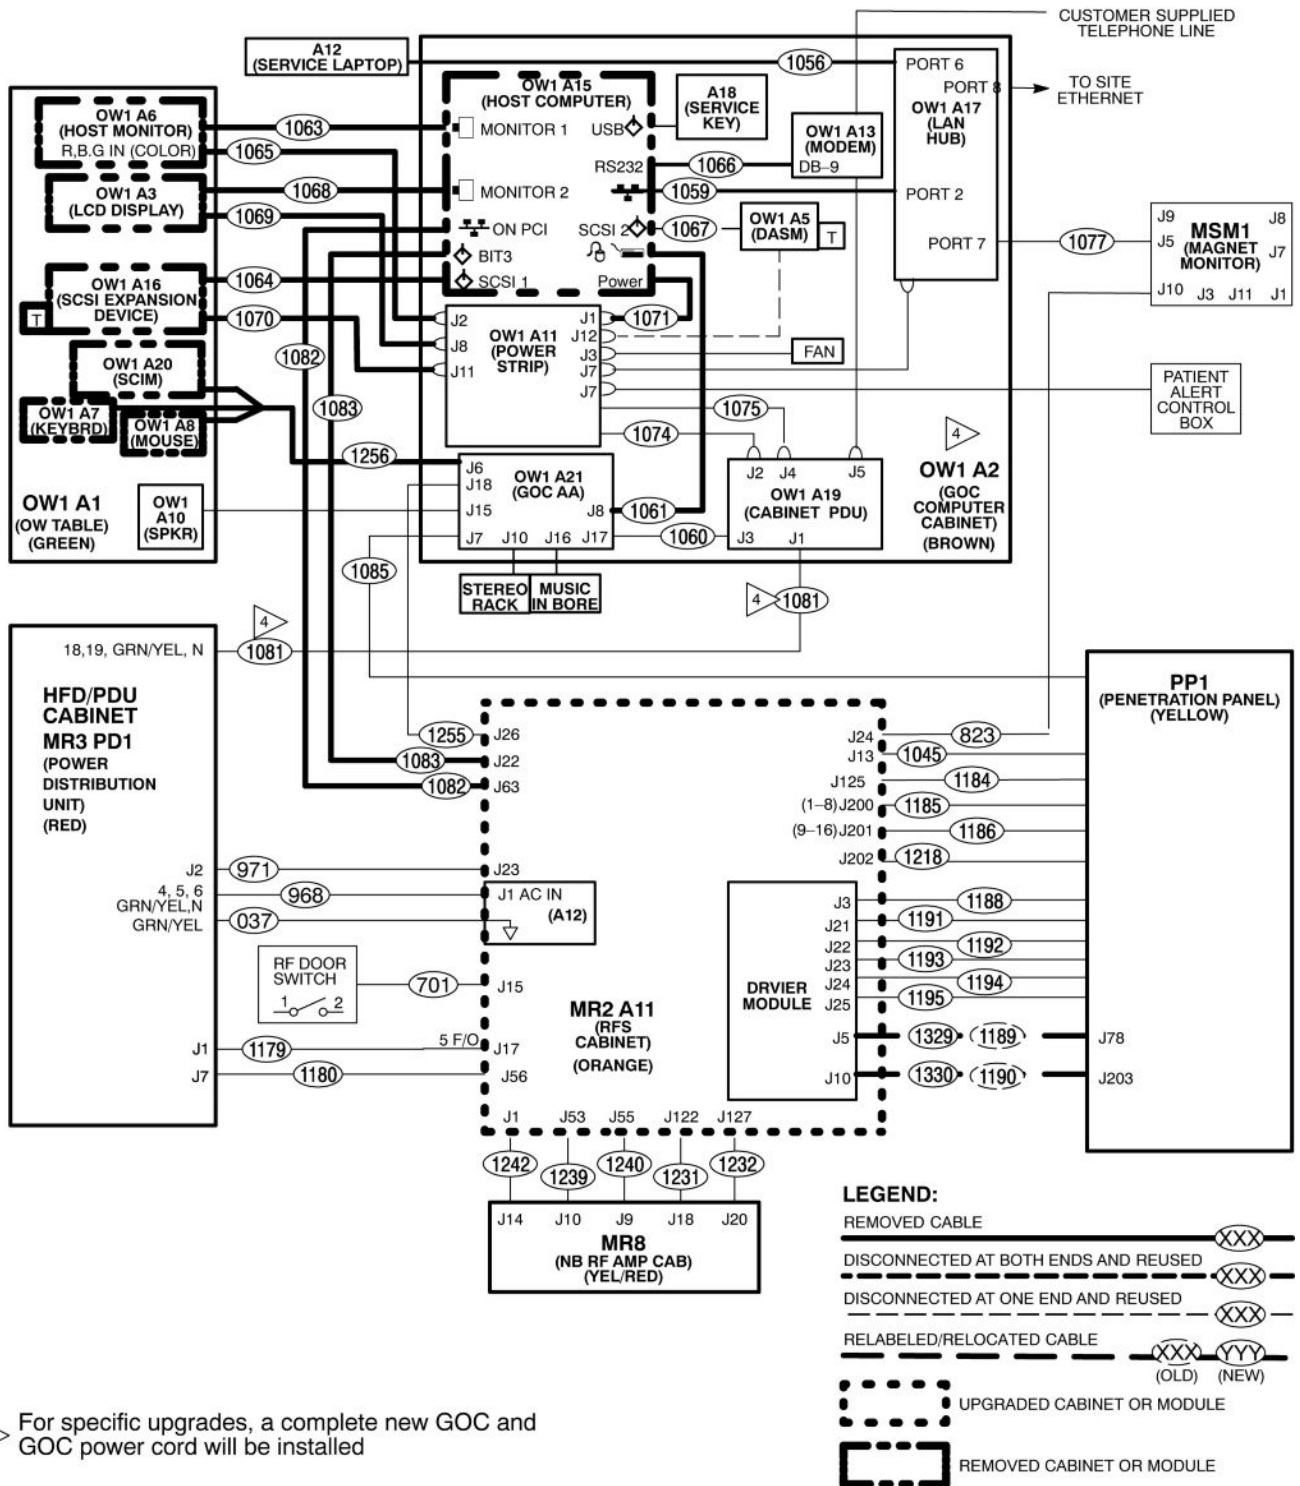 CUSTOMER SUPPLIED
TELEPHONE LINE
A12
(SERVICE LAPTOP)
1056
PORT 6
PORT 8
TO SITE
ETHERNET
OW1 A17
(LAN
HUB)
PORT 2
PORT 7
OW1 A15
(HOST COMPUTER)
MONITOR 1
USB
RS232
MONITOR 2
ON PCI
SCSI 2
BIT3
SCSI 1
Power
A18
(SERVICE
KEY)
OW1 A13
(MODEM)
DB-9
1066
1059
1067
OW1 A5
(DASM)
T
OW1 A6
(HOST MONITOR)
R,B.G IN (COLOR)
1063
1065
OW1 A3
(LCD DISPLAY)
1068
1069
OW1 A16
(SCSI EXPANSION
DEVICE)
T
1064
1070
1082
1083
OW1 A20
(SCIM)
OW1 A7
(KEYBRD)
OW1 A8
(MOUSE)
1256
OW1 A1
(OW TABLE)
(GREEN)
OW1
A10
(SPKR)
1077
J9
J8
J5
MSM1
(MAGNET
MONITOR)
J7
J10
J3
J11
J1
J2
J8
J11
OW1 A11
(POWER
STRIP)
J1
J12
J3
J7
J7
1071
FAN
1075
1074
PATIENT
ALERT
CONTROL
BOX
4
OW1 A2
(GOC
COMPUTER
CABINET)
(BROWN)
J6
J18
J15
J7
J10
J16
J17
J8
OW1 A21
(GOC AA)
1061
1060
J2
J4
J5
OW1 A19
(CABINET PDU)
J3
J1
1085
STEREO
RACK
MUSIC
IN BORE
4
1081
4
18,19, GRN/YEL, N
1081
HFD/PDU
CABINET
MR3 PD1
(POWER
DISTRIBUTION
UNIT)
(RED)
J2
971
4, 5, 6
GRN/YEL,N
968
GRN/YEL
037
J1
1179
5 F/O
J7
1180
RF DOOR
SWITCH
1
2
701
1255
J26
1083
J22
1082
J63
J23
J1 AC IN
(A12)
J15
J17
J56
MR2 A11
(RFS
CABINET)
(ORANGE)
J24
823
J13
1045
J125
1184
(1-8)J200
1185
(9-16)J201
1186
J202
1218
DRVIER
MODULE
J3
1188
J21
1191
J22
1192
J23
1193
J24
1194
J25
1195
J5
1329
1189
J78
J10
1330
1190
J203
PP1
(PENETRATION PANEL)
(YELLOW)
J1
J53
J55
J122
J127
1242
1239
1240
1231
1232
J14
J10
J9
J18
J20
MR8
(NB RF AMP CAB)
(YEL/RED)
LEGEND:
REMOVED CABLE
XXX
DISCONNECTED AT BOTH ENDS AND REUSED
XXX
DISCONNECTED AT ONE END AND REUSED
XXX
RELABELED/RELOCATED CABLE
XXX
YYY
(OLD)
(NEW)
UPGRADED CABINET OR MODULE
REMOVED CABINET OR MODULE
For specific upgrades, a complete new GOC and
GOC power cord will be installed